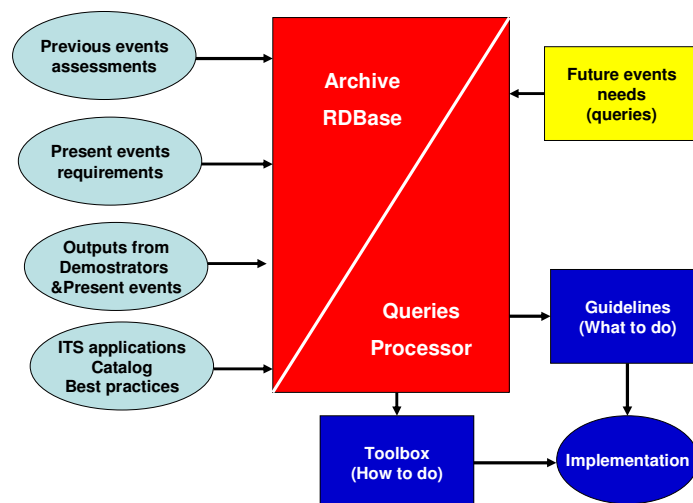 Previous events
assessments
Present events
requirements
Outputs from
Demostrators
&Present events
ITS applications
Catalog
Best practices
Archive
RDBase
Queries
Processor
Future events
needs
(queries)
Guidelines
(What to do)
Toolbox
(How to do)
Implementation